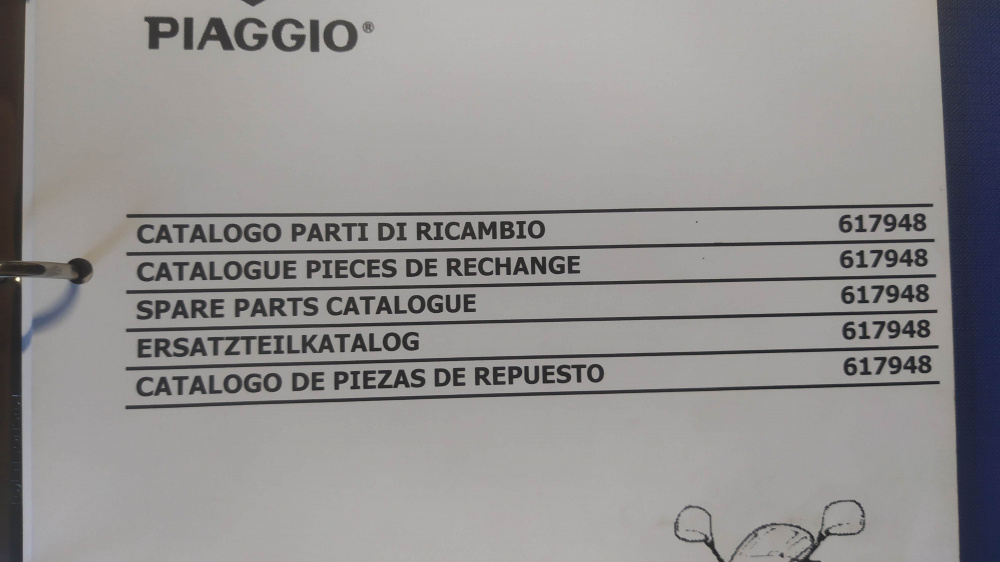 PIAGGIO®
CATALOGO PARTI DI RICAMBIO 617948
CATALOGUE PIECES DE RECHANGE 617948
SPARE PARTS CATALOGUE 617948
ERSATZTEILKATALOG 617948
CATALOGO DE PIEZAS DE REPUESTO 617948